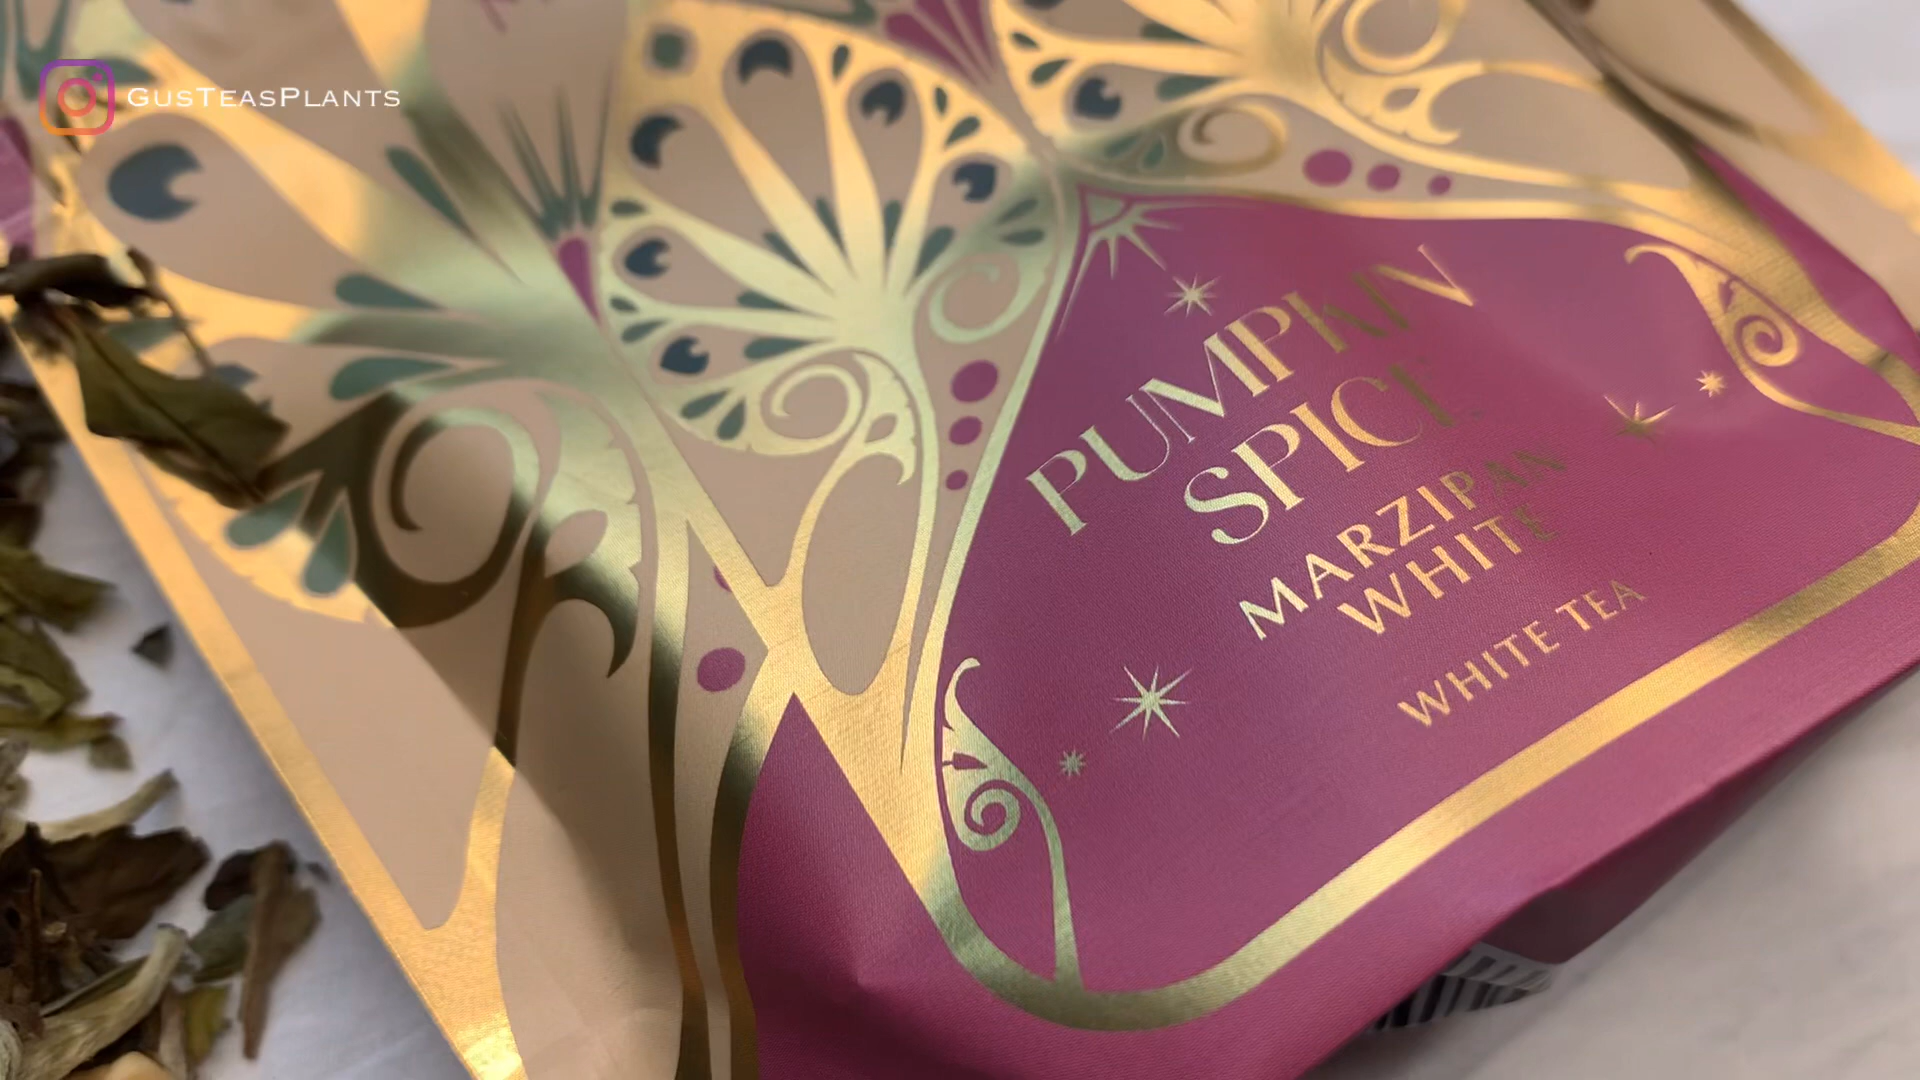 GUSTEASPLANTS
PUMPKIN
SPICE
MARZIPAN
WHITE
WHITE TEA